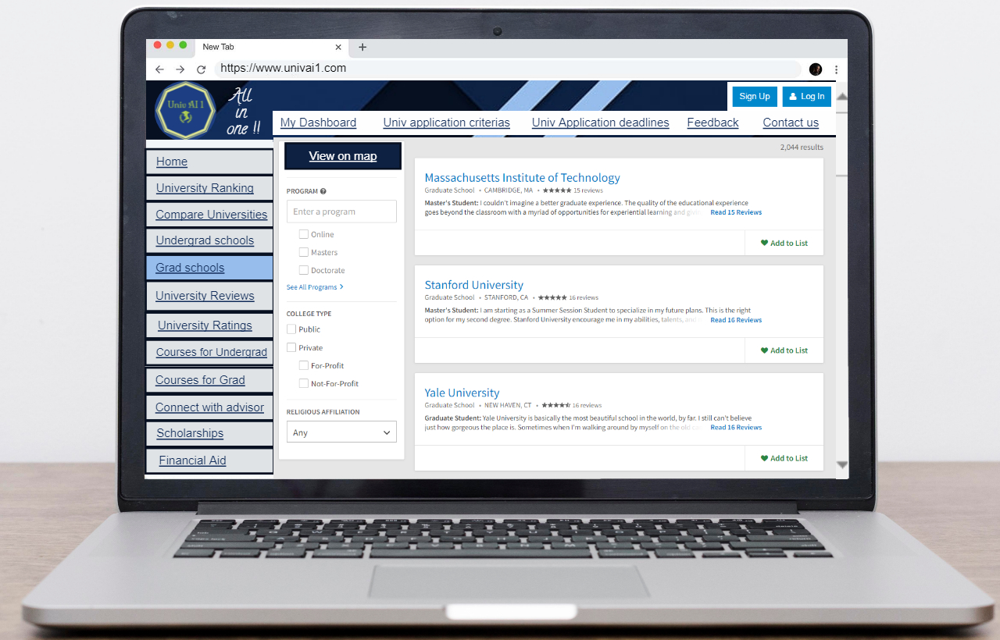 New Tab
https://www.univai1.com
Univ AI 1
All
in
one !!
Sign Up
Log In
My Dashboard
Univ application criterias
Univ Application deadlines
Feedback
Contact us
Home
University Ranking
Compare Universities
Undergrad schools
Grad schools
University Reviews
University Ratings
Courses for Undergrad
Courses for Grad
Connect with advisor
Scholarships
Financial Aid
View on map
PROGRAM
Enter a program
Online
Masters
Doctorate
See All Programs
COLLEGE TYPE
Public
Private
For-Profit
Not-For-Profit
RELIGIOUS AFFILIATION
Any
2,044 results
Massachusetts Institute of Technology
Graduate School • CAMBRIDGE, MA • ★★★★★ 15 reviews
Master's Student: I couldn't imagine a better graduate experience. The quality of the educational experience
goes beyond the classroom with a myriad of opportunities for experiential learning and Read 15 Reviews
Add to List
Stanford University
Graduate School • STANFORD, CA • ★★★★★ 16 reviews
Master's Student: I am starting as a Summer Session Student to specialize in my future plans. This is the right
option for my second degree. Stanford University encourage me in my abilities, talents, and Read 16 Reviews
Add to List
Yale University
Graduate School • NEW HAVEN, CT • 16 reviews
Graduate Student: Yale University is basically the most beautiful school in the world, by far. I still can't believe
just how gorgeous the place is. Sometimes when I'm walking around by myself on the old Read 16 Reviews
Add to List